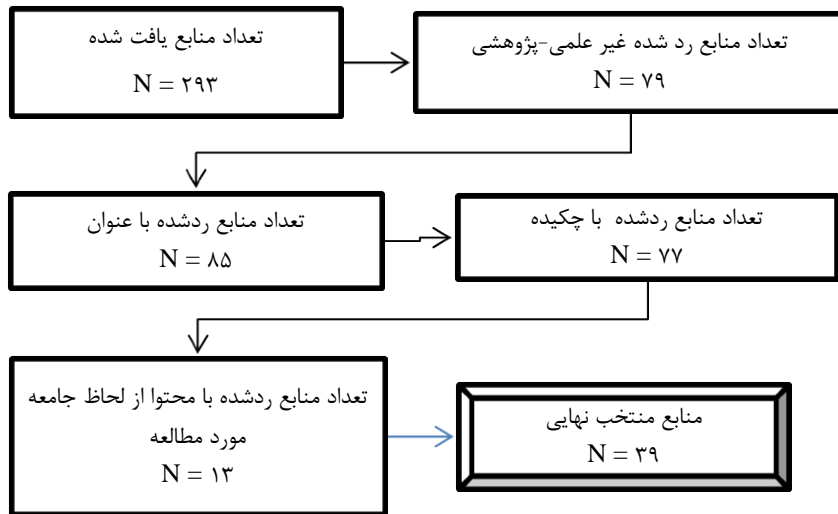 تعداد منابع یافت شده
N = ۲۹۳
تعداد منابع رد شده غیر علمی-پژوهشی
N = ۷۹
تعداد منابع ردشده با عنوان
N = ۸۵
تعداد منابع ردشده با چکیده
N = ۷۷
تعداد منابع ردشده با محتوا از لحاظ جامعه
مورد مطالعه
N = ۱۳
منابع منتخب نهایی
N = ۳۹